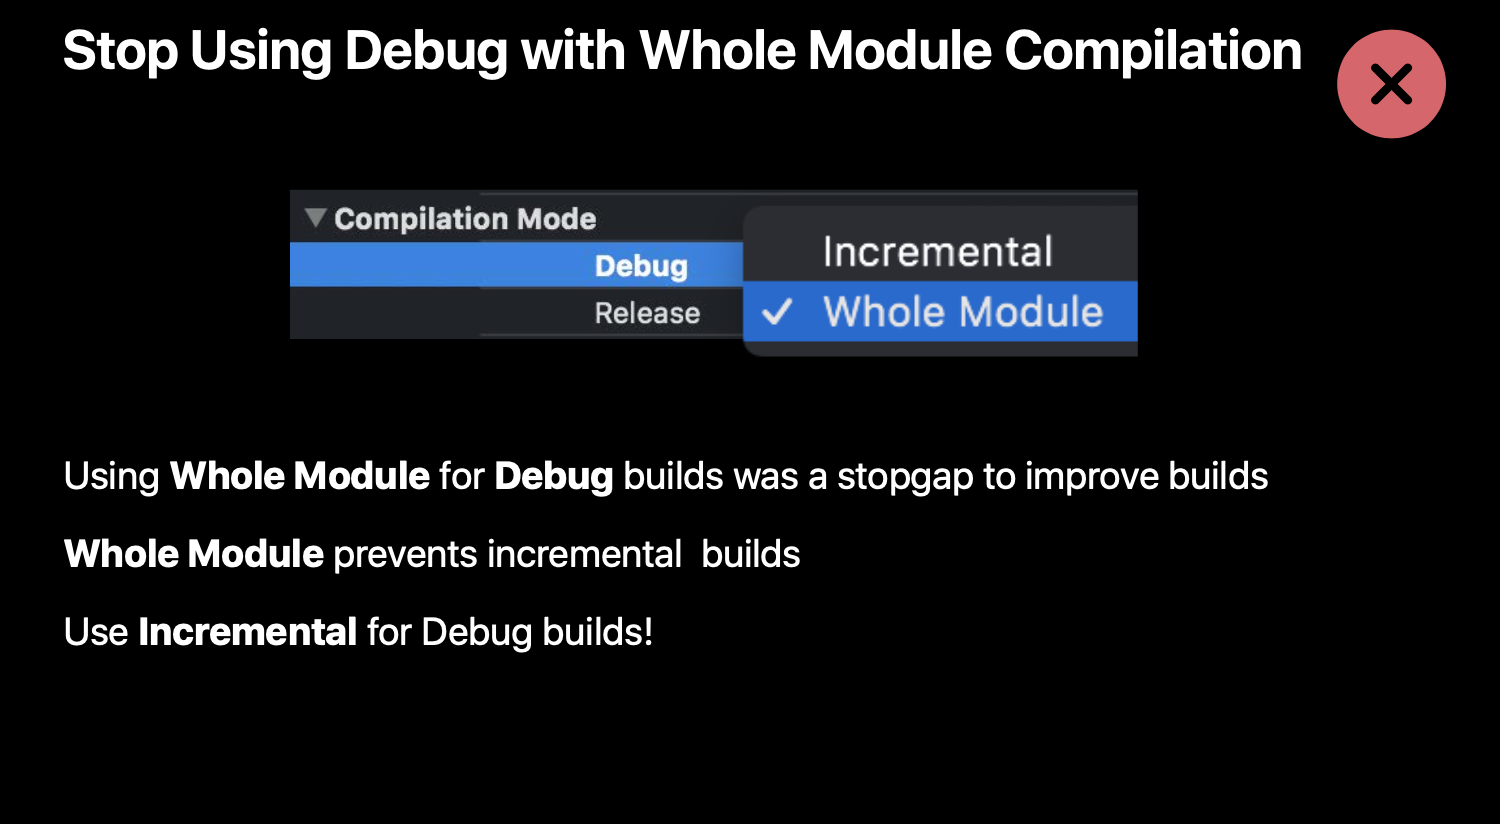 Stop Using Debug with Whole Module Compilation
Compilation Mode
Debug
Release
Incremental
Whole Module
Using Whole Module for Debug builds was a stopgap to improve builds
Whole Module prevents incremental  builds
Use Incremental for Debug builds!